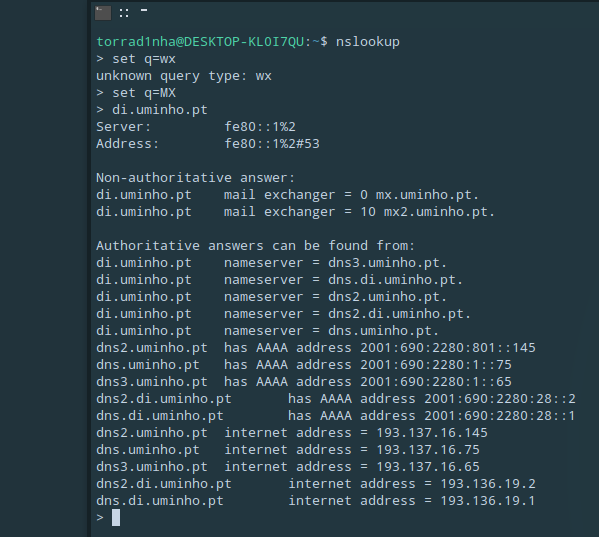 torrad1nha@DESKTOP-KL0I7QU:~$ nslookup
> set q=wx
unknown query type: wx
> set q=MX
> di.uminho.pt
Server:         fe80::1%2
Address:        fe80::1%2#53

Non-authoritative answer:
di.uminho.pt    mail exchanger = 0 mx.uminho.pt.
di.uminho.pt    mail exchanger = 10 mx2.uminho.pt.

Authoritative answers can be found from:
di.uminho.pt    nameserver = dns3.uminho.pt.
di.uminho.pt    nameserver = dns.di.uminho.pt.
di.uminho.pt    nameserver = dns2.uminho.pt.
di.uminho.pt    nameserver = dns2.di.uminho.pt.
di.uminho.pt    nameserver = dns.uminho.pt.
dns2.uminho.pt  has AAAA address 2001:690:2280:801::145
dns.uminho.pt   has AAAA address 2001:690:2280:1::75
dns3.uminho.pt  has AAAA address 2001:690:2280:1::65
dns2.di.uminho.pt       has AAAA address 2001:690:2280:28::2
dns.di.uminho.pt        has AAAA address 2001:690:2280:28::1
dns2.uminho.pt  internet address = 193.137.16.145
dns.uminho.pt   internet address = 193.137.16.75
dns3.uminho.pt  internet address = 193.137.16.65
dns2.di.uminho.pt       internet address = 193.136.19.2
dns.di.uminho.pt        internet address = 193.136.19.1
>